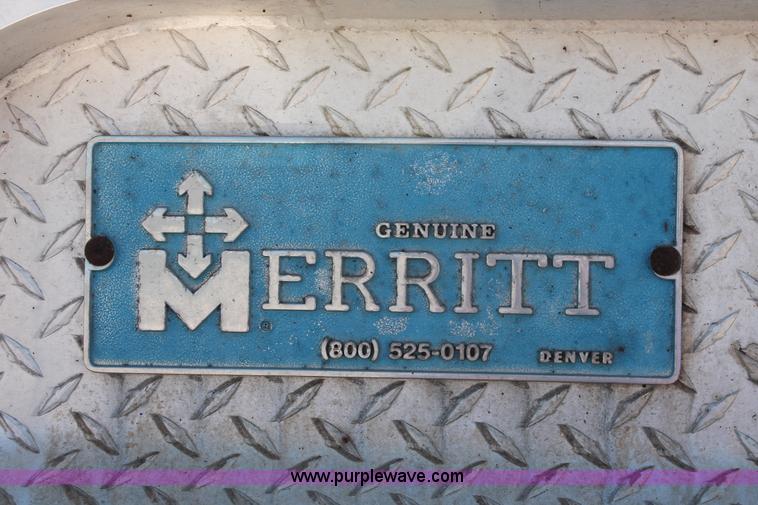 GENUINE
MERRITT
®
(800) 525-0107 DENVER
www.purplewave.com